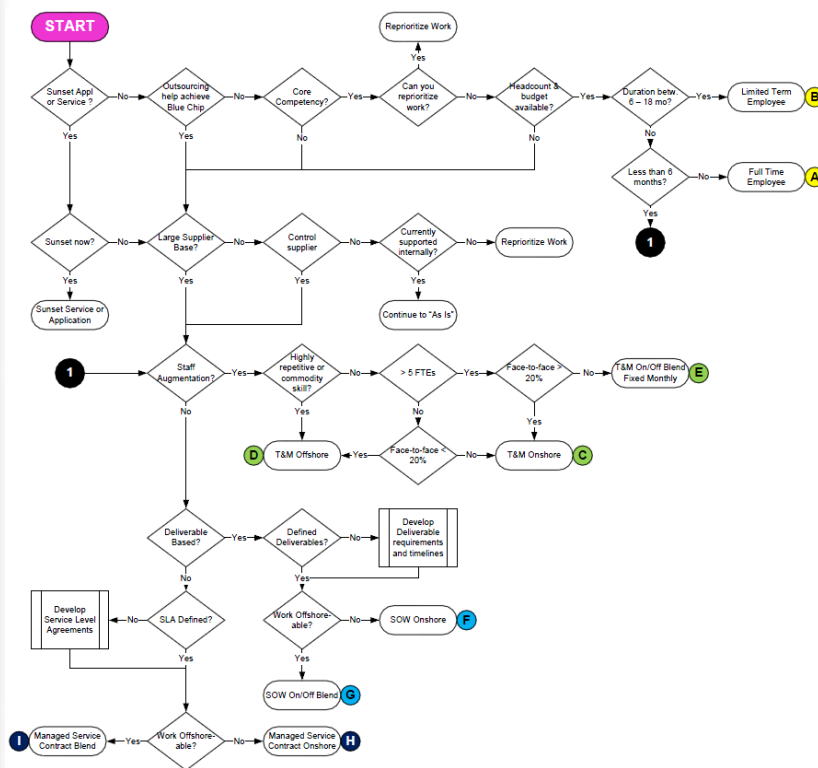 START
Reprioritize Work
Yes
Sunset Appl
or Service ?
No
Outsourcing
help achieve
Blue Chip
No
Core
Competency?
Yes
Can you
reprioritize
work?
No
Headcount &
budget
available?
Yes
Duration betw.
6 – 18 mo?
Yes
Limited Term
Employee
B
Yes
Yes
No
No
No
Less than 6
months?
No
Full Time
Employee
A
Yes
1
Sunset now?
No
Large Supplier
Base?
No
Control
supplier
No
Currently
supported
internally?
No
Reprioritize Work
Yes
Yes
Yes
Yes
Sunset Service or
Application
Continue to "As Is"
1
Staff
Augmentation?
Yes
Highly
repetitive or
commodity
skill?
No
> 5 FTEs
Yes
Face-to-face >
20%
No
T&M On/Off Blend
Fixed Monthly
E
No
Yes
No
Yes
D
T&M Offshore
Yes
Face-to-face <
20%
No
T&M Onshore
C
Deliverable
Based?
Yes
Defined
Deliverables?
No
Develop
Deliverable
requirements
and timelines
No
Yes
Develop
Service Level
Agreements
No
SLA Defined?
Work Offshore-
able?
No
SOW Onshore
F
Yes
Yes
SOW On/Off Blend
G
I
Managed Service
Contract Blend
Yes
Work Offshore-
able?
No
Managed Service
Contract Onshore
H